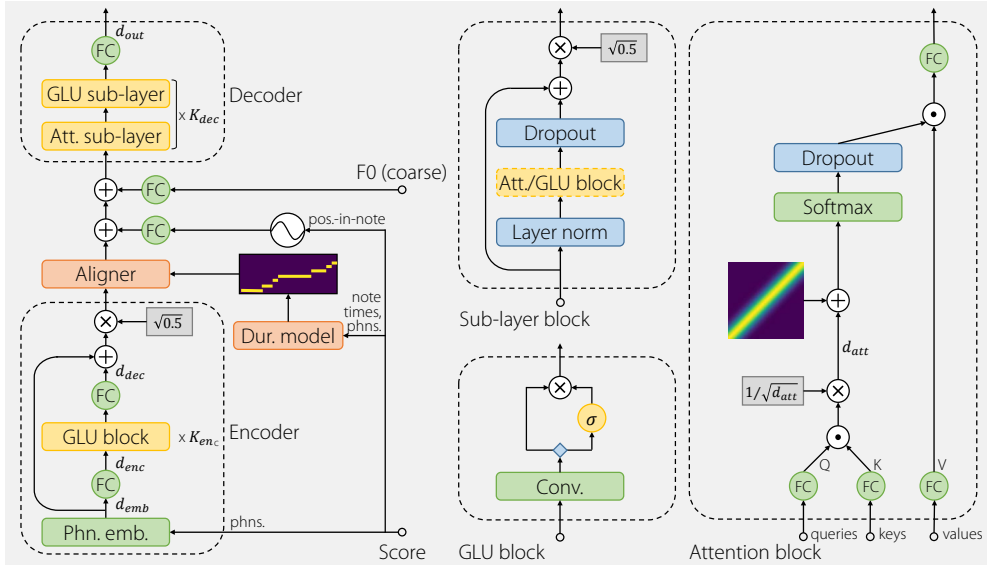 d_out
FC
GLU sub-layer
Att. sub-layer
x K_dec
Decoder
F0 (coarse)
FC
pos.-in-note
FC
Aligner
note
times,
phns.
√0.5
Dur. model
d_dec
FC
GLU block
x K_enc
Encoder
d_enc
FC
d_emb
Phn. emb.
phns.
Score
√0.5
Dropout
Att./GLU block
Layer norm
Sub-layer block
σ
Conv.
GLU block
FC
Dropout
Softmax
d_att
1/√d_att
Q
K
V
FC
FC
FC
queries
keys
values
Attention block